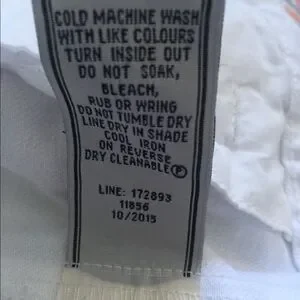 COLD MACHINE WASH
WITH LIKE COLOURS
TURN INSIDE OUT
DO NOT SOAK,
BLEACH,
RUB OR WRING
DO NOT TUMBLE DRY
LINE DRY IN SHADE
COOL IRON
ON REVERSE
DRY CLEANABLE Ⓟ
LINE: 172893
11856
10/2015